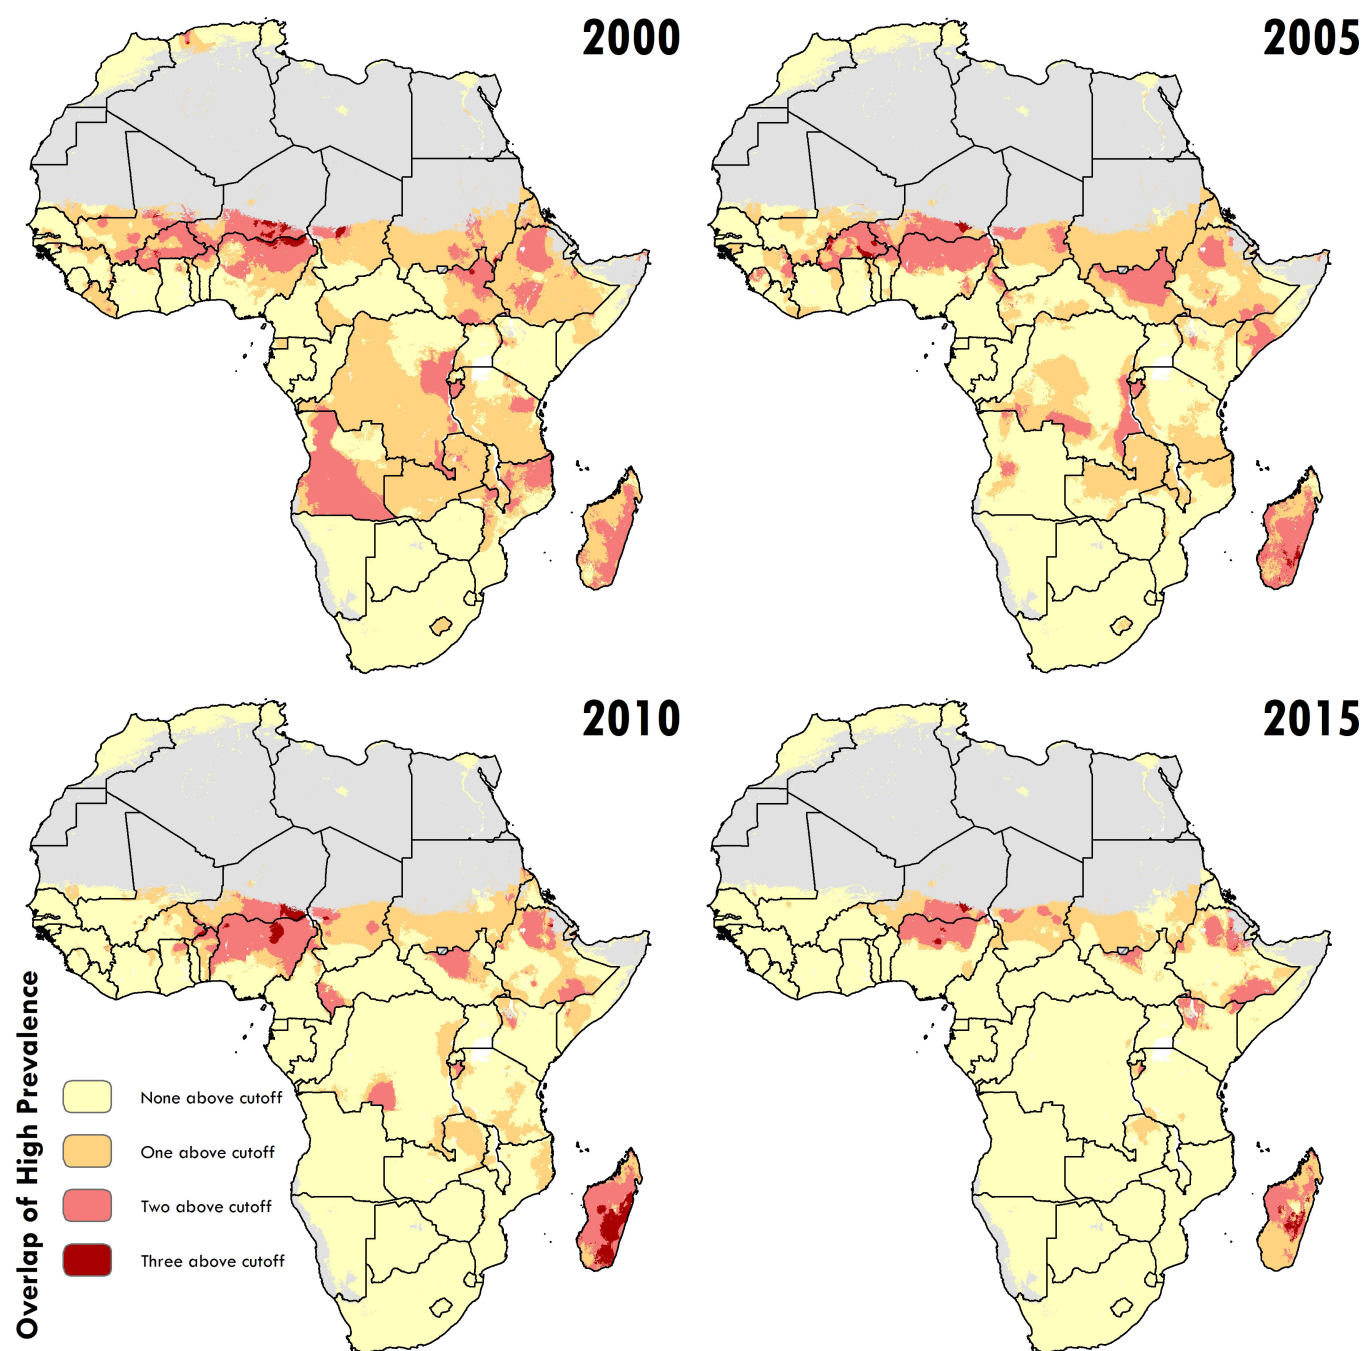 2000
2005
2010
2015
Overlap of High Prevalence
None above cutoff
One above cutoff
Two above cutoff
Three above cutoff